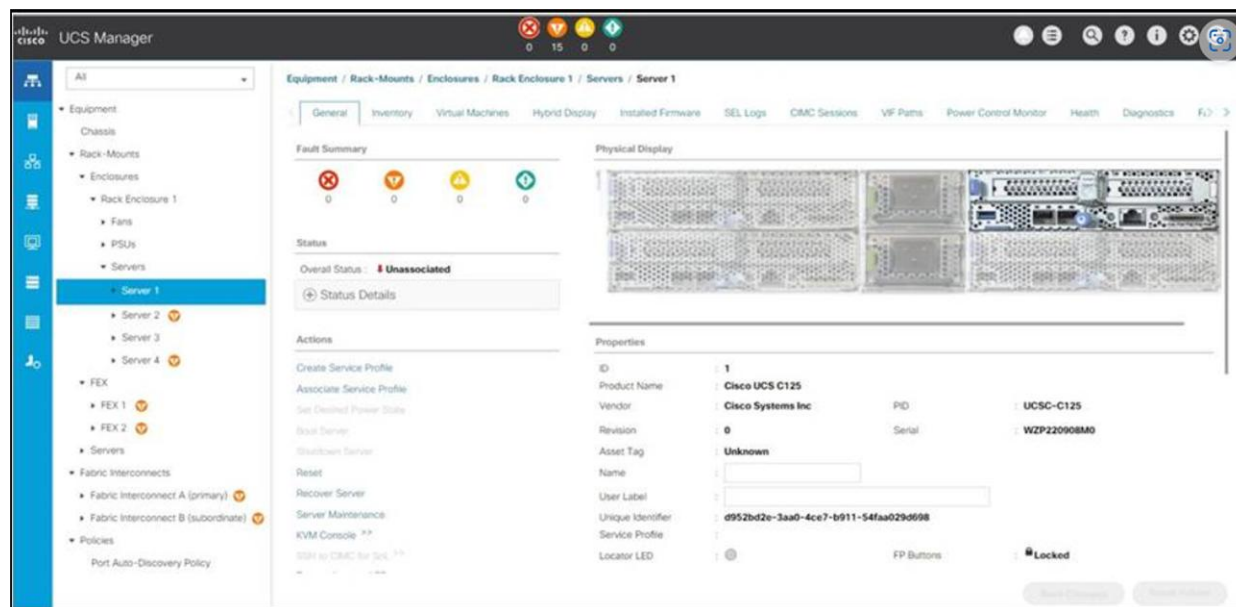 cisco UCS Manager
0 15 0 0
All
Equipment
Chassis
Rack-Mounts
Enclosures
Rack Enclosure 1
Fans
PSUs
Servers
Server 1
Server 2
Server 3
Server 4
FEX
FEX 1
FEX 2
Servers
Fabric Interconnects
Fabric Interconnect A (primary)
Fabric Interconnect B (subordinate)
Policies
Port Auto-Discovery Policy
Equipment / Rack-Mounts / Enclosures / Rack Enclosure 1 / Servers / Server 1
General Inventory Virtual Machines Hybrid Display Installed Firmware SEL Logs CIMC Sessions VIF Paths Power Control Monitor Health Diagnostics
Fault Summary
0 0 0 0
Status
Overall Status : Unassociated
Status Details
Actions
Create Service Profile
Associate Service Profile
Set Desired Power State
Boot Server
Shutdown Server
Reset
Recover Server
Server Maintenance
KVM Console >>
SSH to CIMC for SoL >>
Physical Display
Properties
ID : 1
Product Name : Cisco UCS C125
Vendor : Cisco Systems Inc PID : UCSC-C125
Revision : 0 Serial : WZP220908M0
Asset Tag : Unknown
Name :
User Label :
Unique Identifier : d952bd2e-3aa0-4ce7-b911-54faa029d698
Service Profile :
Locator LED : FP Buttons : Locked